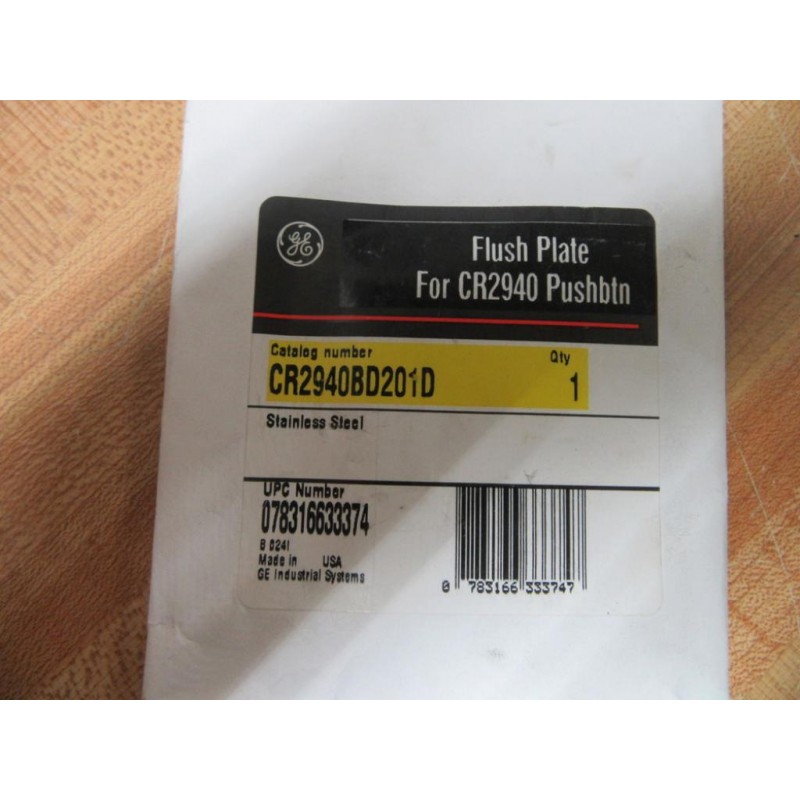 GE
Flush Plate
For CR2940 Pushbtn
Catalog number Qty
CR2940BD201D 1
Stainless Steel
UPC Number
078316633374
B 0241
Made in USA
GE Industrial Systems
0 783166 333747